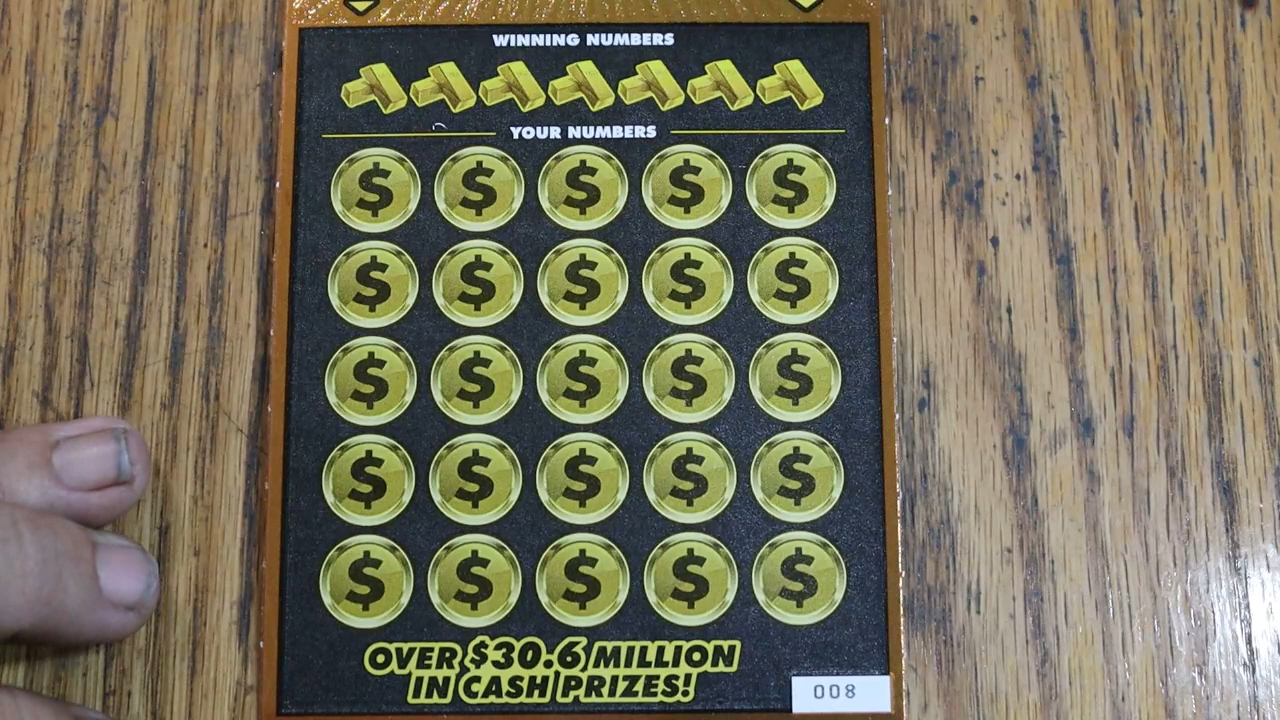 WINNING NUMBERS
YOUR NUMBERS
$ $ $ $ $
$ $ $ $ $
$ $ $ $ $
$ $ $ $ $
$ $ $ $ $
OVER $30.6 MILLION
IN CASH PRIZES!
008